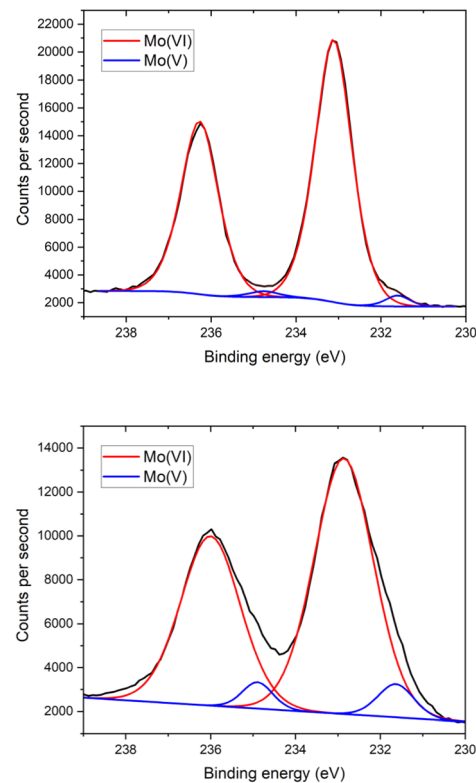 Mo(VI)
Mo(V)
Counts per second
22000
20000
18000
16000
14000
12000
10000
8000
6000
4000
2000
238 236 234 232 230
Binding energy (eV)
Mo(VI)
Mo(V)
Counts per second
14000
12000
10000
8000
6000
4000
2000
238 236 234 232 230
Binding energy (eV)